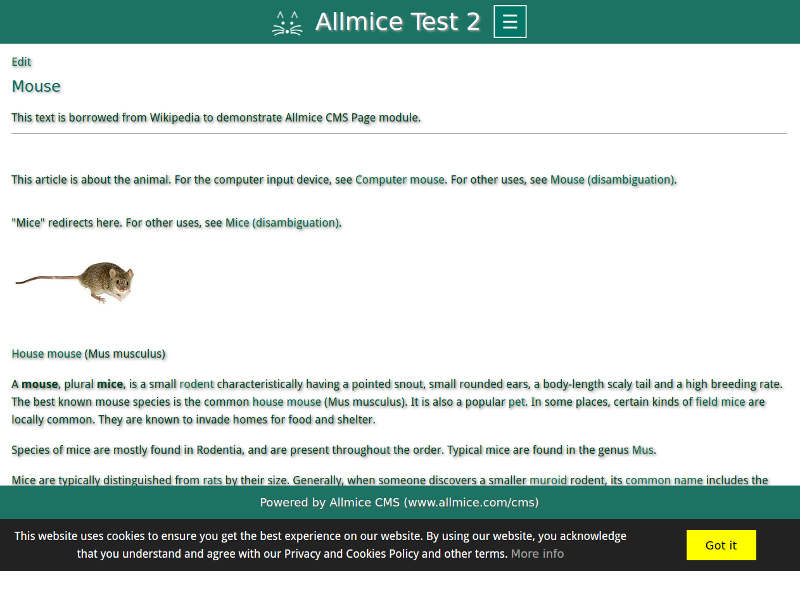 Allmice Test 2 ☰
Edit
Mouse
This text is borrowed from Wikipedia to demonstrate Allmice CMS Page module.
This article is about the animal. For the computer input device, see Computer mouse. For other uses, see Mouse (disambiguation).
"Mice" redirects here. For other uses, see Mice (disambiguation).
House mouse (Mus musculus)
A mouse, plural mice, is a small rodent characteristically having a pointed snout, small rounded ears, a body-length scaly tail and a high breeding rate.
The best known mouse species is the common house mouse (Mus musculus). It is also a popular pet. In some places, certain kinds of field mice are
locally common. They are known to invade homes for food and shelter.
Species of mice are mostly found in Rodentia, and are present throughout the order. Typical mice are found in the genus Mus.
Mice are typically distinguished from rats by their size. Generally, when someone discovers a smaller muroid rodent, its common name includes the
Powered by Allmice CMS (www.allmice.com/cms)
This website uses cookies to ensure you get the best experience on our website. By using our website, you acknowledge
that you understand and agree with our Privacy and Cookies Policy and other terms. More info
Got it